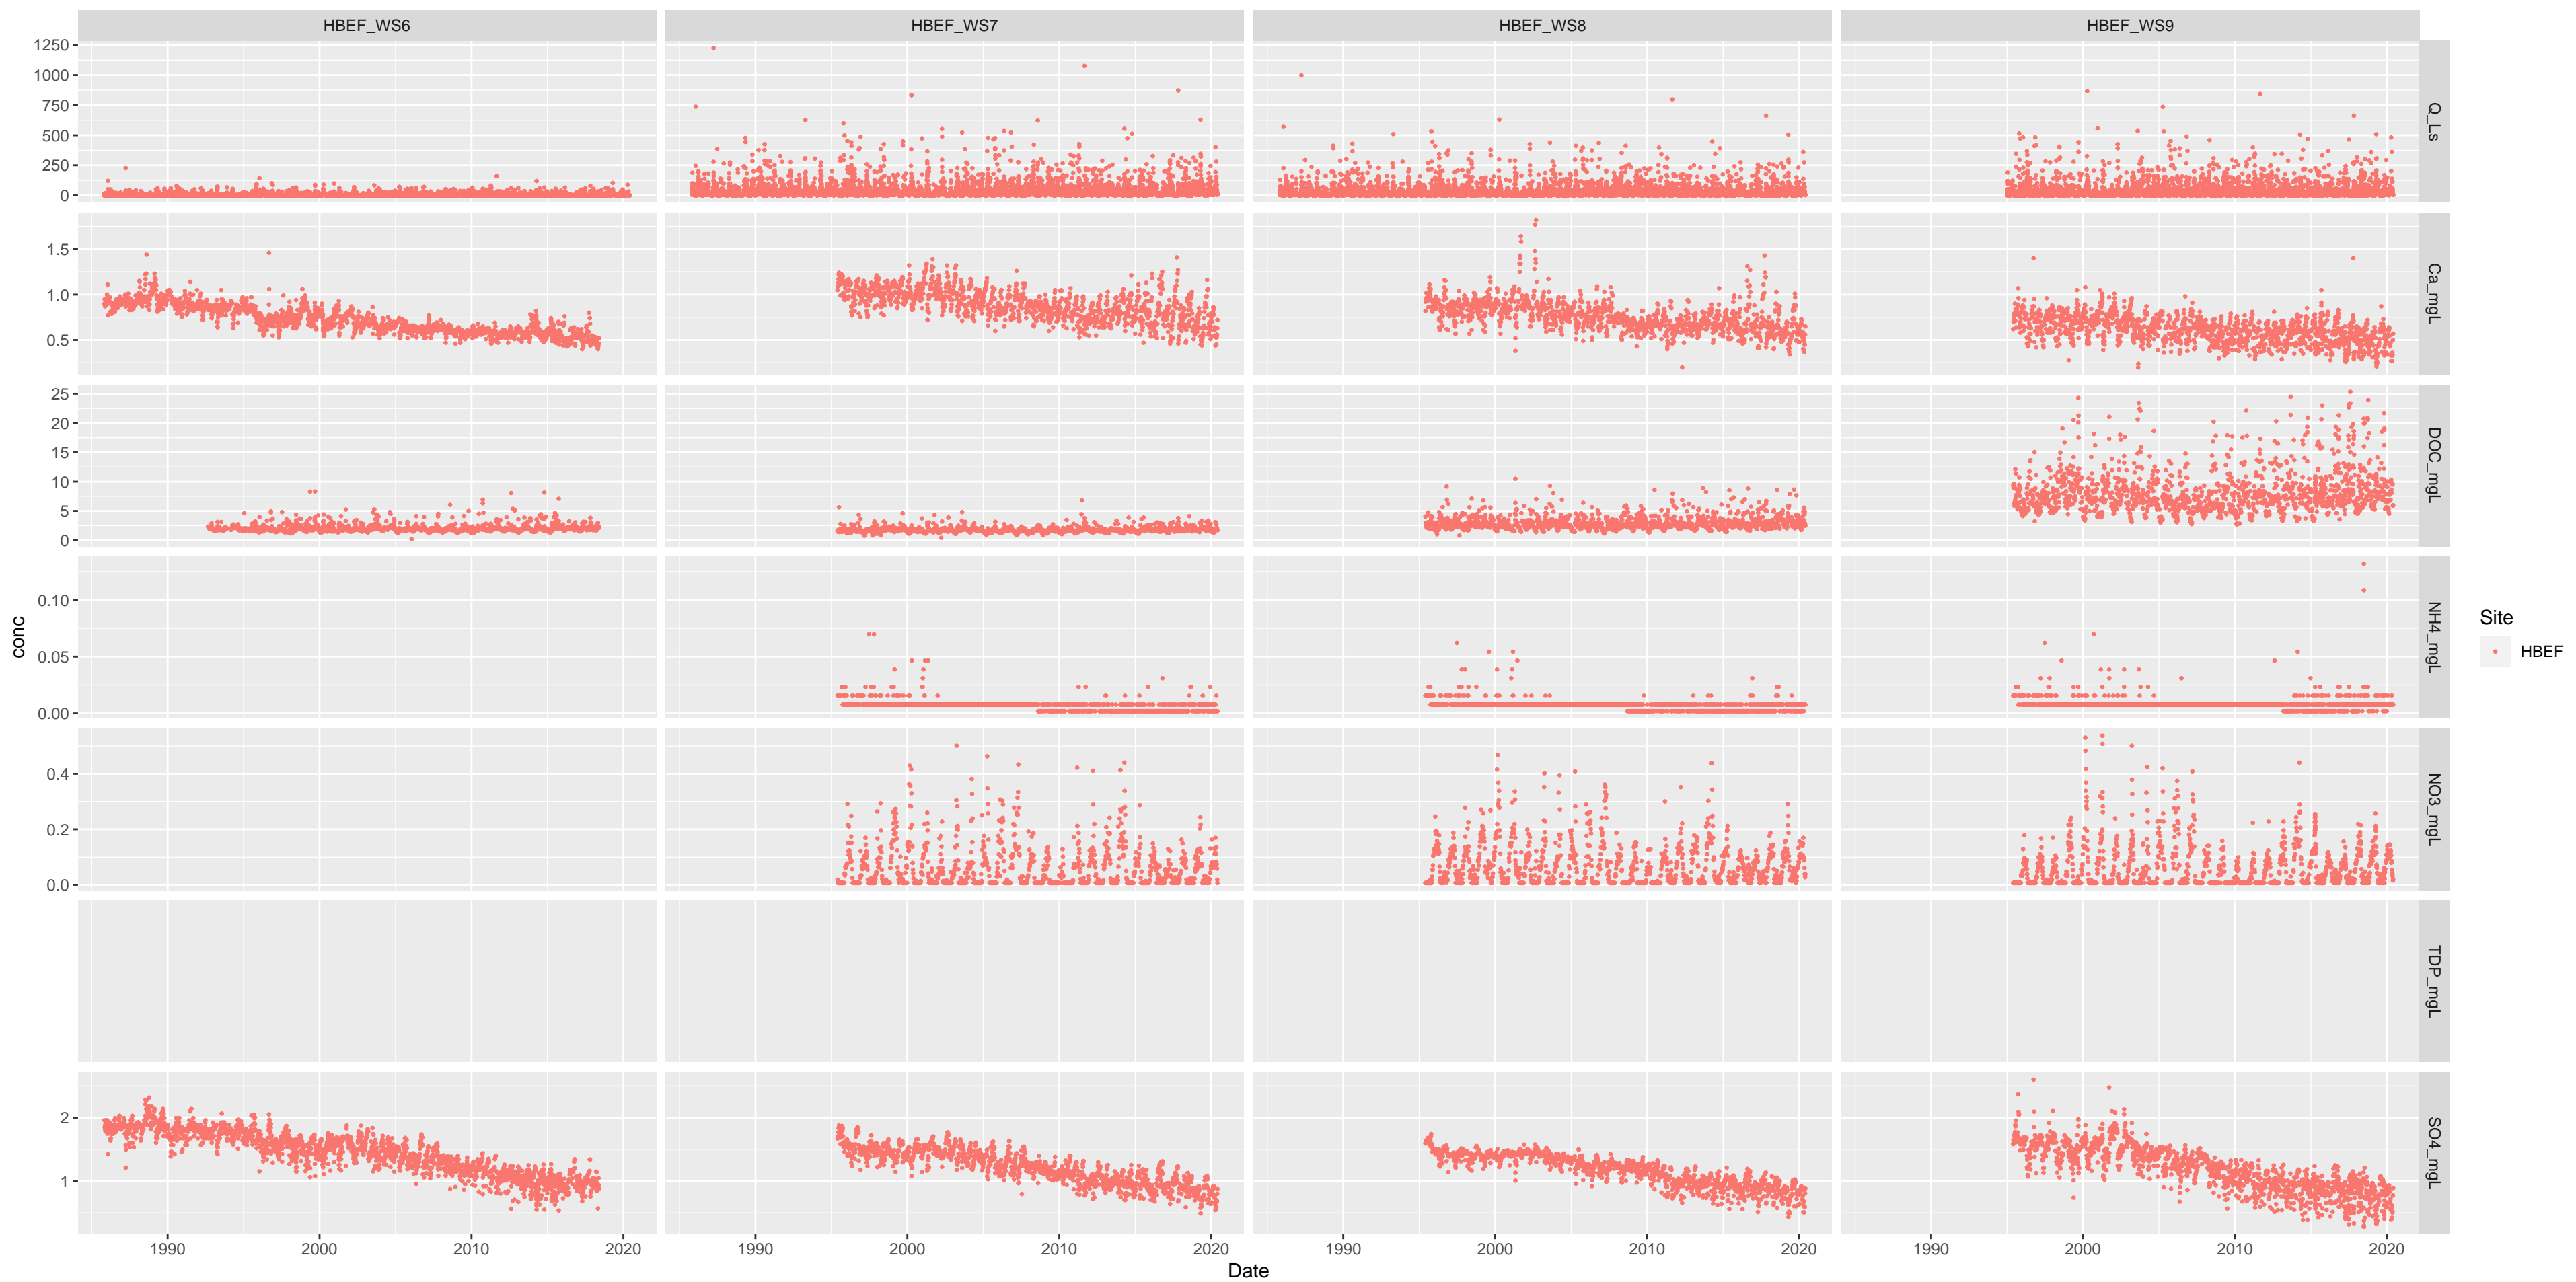 HBEF_WS6 HBEF_WS7 HBEF_WS8 HBEF_WS9
1250
1000
750
500
250
0
Q_Ls
1.5
1.0
0.5
Ca_mgL
25
20
15
10
5
0
DOC_mgL
0.10
0.05
0.00
NH4_mgL
conc
Site
HBEF
0.4
0.2
0.0
NO3_mgL
TDP_mgL
2
1
SO4_mgL
1990 2000 2010 2020 1990 2000 2010 2020 1990 2000 2010 2020 1990 2000 2010 2020
Date